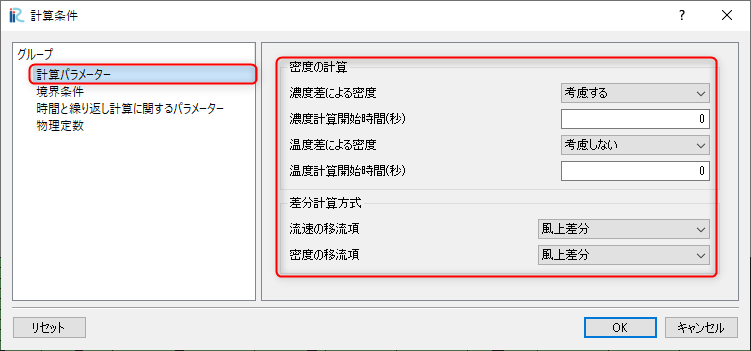 計算条件
?
グループ
計算パラメーター
境界条件
時間と繰り返し計算に関するパラメーター
物理定数
密度の計算
濃度差による密度 考慮する
濃度計算開始時間(秒) 0
温度差による密度 考慮しない
温度計算開始時間(秒) 0
差分計算方式
流速の移流項 風上差分
密度の移流項 風上差分
リセット OK キャンセル